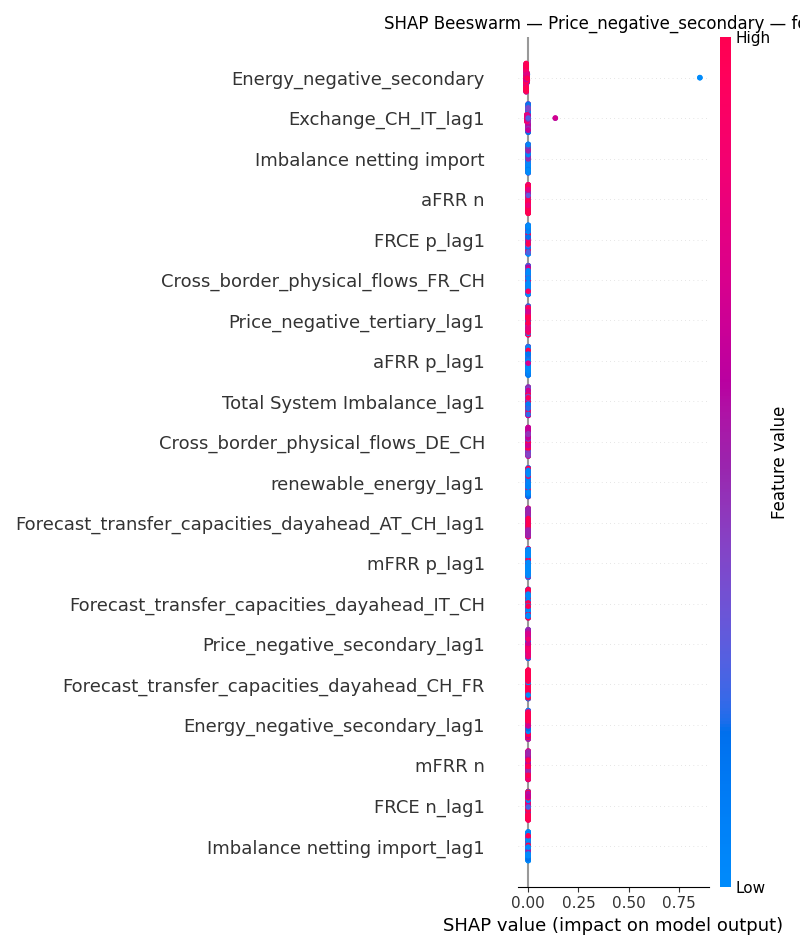 SHAP Beeswarm — Price_negative_secondary — fo
High
Energy_negative_secondary
Exchange_CH_IT_lag1
Imbalance netting import
aFRR n
FRCE p_lag1
Cross_border_physical_flows_FR_CH
Price_negative_tertiary_lag1
aFRR p_lag1
Total System Imbalance_lag1
Cross_border_physical_flows_DE_CH
renewable_energy_lag1
Forecast_transfer_capacities_dayahead_AT_CH_lag1
mFRR p_lag1
Forecast_transfer_capacities_dayahead_IT_CH
Price_negative_secondary_lag1
Forecast_transfer_capacities_dayahead_CH_FR
Energy_negative_secondary_lag1
mFRR n
FRCE n_lag1
Imbalance netting import_lag1
Feature value
Low
0.00 0.25 0.50 0.75
SHAP value (impact on model output)